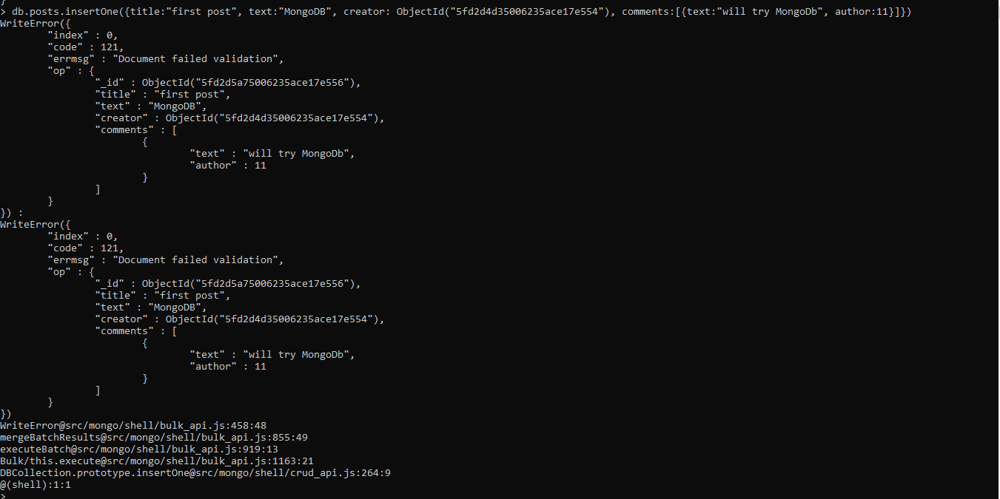 }
> db.posts.insertOne({title:"first post", text:"MongoDB", creator: ObjectId("5fd2d4d35006235ace17e554"), comments:[{text:"will try MongoDb", author:11}]})
WriteError({
        "index" : 0,
        "code" : 121,
        "errmsg" : "Document failed validation",
        "op" : {
                "_id" : ObjectId("5fd2d5a75006235ace17e556"),
                "title" : "first post",
                "text" : "MongoDB",
                "creator" : ObjectId("5fd2d4d35006235ace17e554"),
                "comments" : [
                        {
                                "text" : "will try MongoDb",
                                "author" : 11
                        }
                ]
        }
}) :
WriteError({
        "index" : 0,
        "code" : 121,
        "errmsg" : "Document failed validation",
        "op" : {
                "_id" : ObjectId("5fd2d5a75006235ace17e556"),
                "title" : "first post",
                "text" : "MongoDB",
                "creator" : ObjectId("5fd2d4d35006235ace17e554"),
                "comments" : [
                        {
                                "text" : "will try MongoDb",
                                "author" : 11
                        }
                ]
        }
})
WriteError@src/mongo/shell/bulk_api.js:458:48
mergeBatchResults@src/mongo/shell/bulk_api.js:855:49
executeBatch@src/mongo/shell/bulk_api.js:919:13
Bulk/this.execute@src/mongo/shell/bulk_api.js:1163:21
DBCollection.prototype.insertOne@src/mongo/shell/crud_api.js:264:9
@(shell):1:1
>